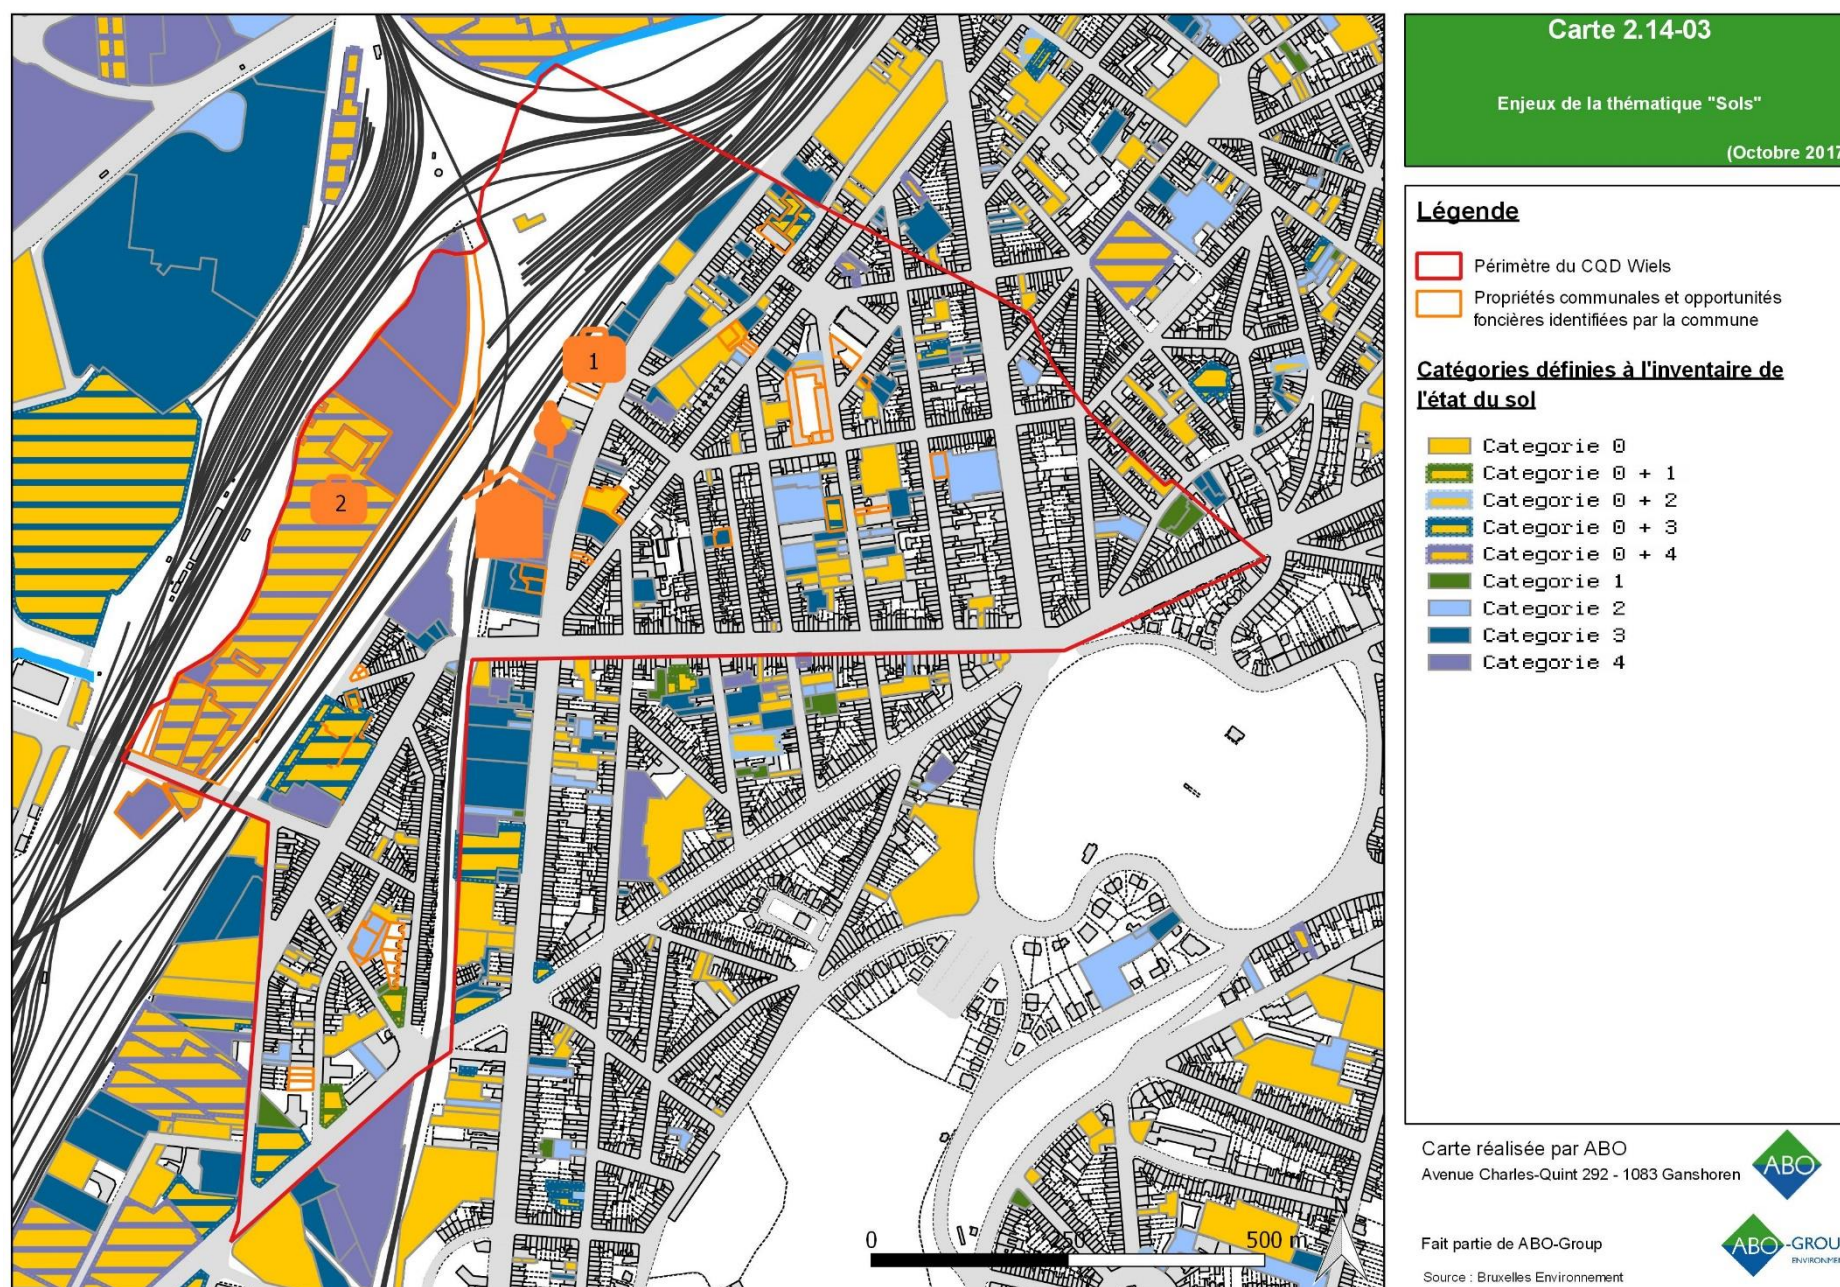 Carte 2.14-03
Enjeux de la thématique "Sols"
(Octobre 2017
Légende
Périmètre du CQD Wiels
Propriétés communales et opportunités
foncières identifiées par la commune
Catégories définies à l'inventaire de
l'état du sol
Categorie 0
Categorie 0 + 1
Categorie 0 + 2
Categorie 0 + 3
Categorie 0 + 4
Categorie 1
Categorie 2
Categorie 3
Categorie 4
1
2
0 250 500 m
Carte réalisée par ABO
Avenue Charles-Quint 292 - 1083 Ganshoren
ABO
Fait partie de ABO-Group
ABO-GROU
ENVIRONMEN
Source : Bruxelles Environnement